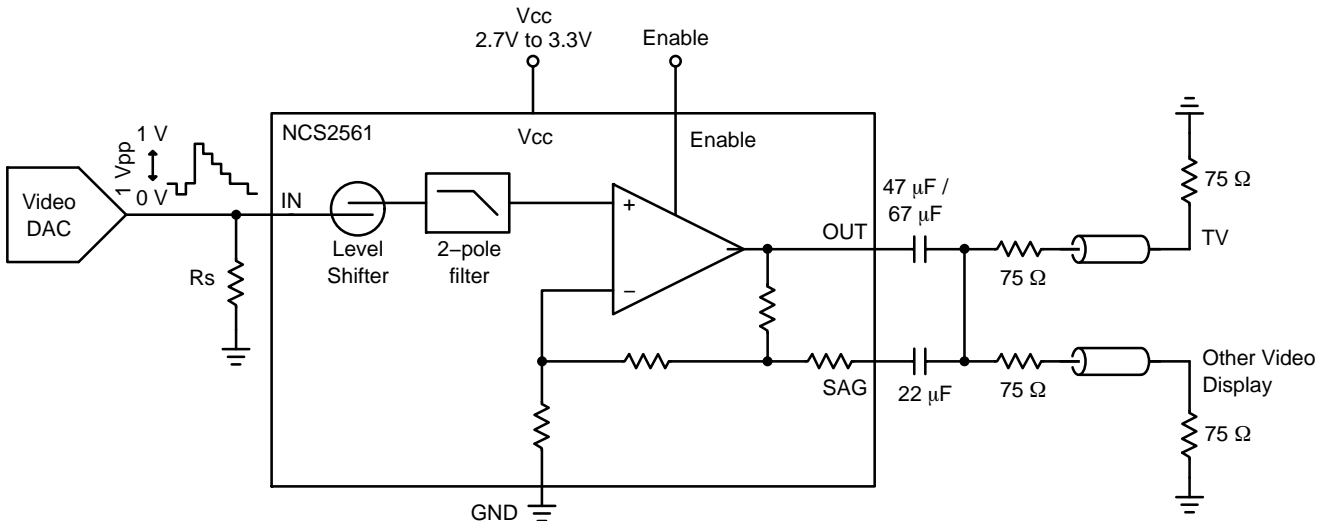 Vcc
2.7V to 3.3V
Enable
NCS2561
Vcc
Enable
1 Vpp
1 V
0 V
Video
DAC
IN
Rs
Level
Shifter
2−pole
filter
+
−
OUT
SAG
GND
47 μF /
67 μF
22 μF
75 Ω
75 Ω
TV
75 Ω
Other Video
Display
75 Ω